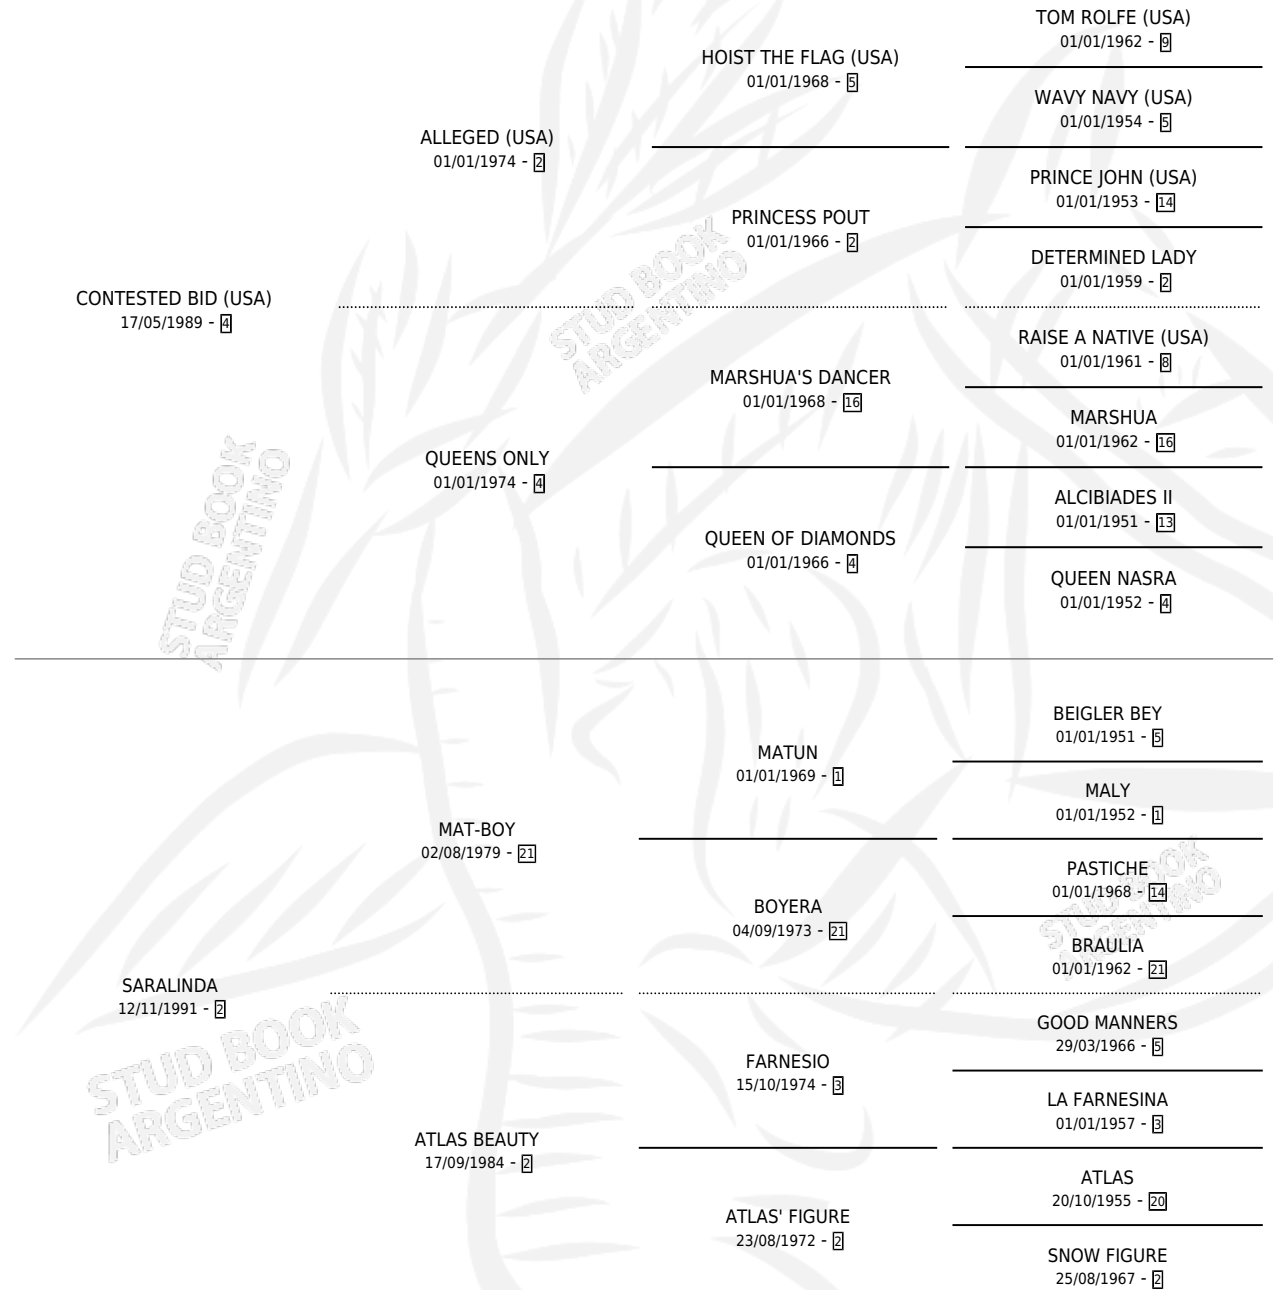 TOM ROLFE (USA)
01/01/1962 - 9
HOIST THE FLAG (USA)
01/01/1968 - 5
WAVY NAVY (USA)
01/01/1954 - 5
ALLEGED (USA)
01/01/1974 - 2
PRINCE JOHN (USA)
01/01/1953 - 14
PRINCESS POUT
01/01/1966 - 2
DETERMINED LADY
01/01/1959 - 2
CONTESTED BID (USA)
17/05/1989 - 4
STUD BOOK
ARGENTINO
RAISE A NATIVE (USA)
01/01/1961 - 8
MARSHUA'S DANCER
01/01/1968 - 16
MARSHUA
01/01/1962 - 16
QUEENS ONLY
01/01/1974 - 4
ALCIBIADES II
01/01/1951 - 13
QUEEN OF DIAMONDS
01/01/1966 - 4
QUEEN NASRA
01/01/1952 - 4
STUD BOOK
ARGENTINO
BEIGLER BEY
01/01/1951 - 5
MATUN
01/01/1969 - 1
MALY
01/01/1952 - 1
MAT-BOY
02/08/1979 - 21
PASTICHE
01/01/1968 - 14
STUD BOOK
ARGENTINO
BOYERA
04/09/1973 - 21
BRAULIA
01/01/1962 - 21
SARALINDA
12/11/1991 - 2
STUD BOOK
ARGENTINO
GOOD MANNERS
29/03/1966 - 5
FARNESIO
15/10/1974 - 3
LA FARNESINA
01/01/1957 - 3
ATLAS BEAUTY
17/09/1984 - 2
ATLAS
20/10/1955 - 20
ATLAS' FIGURE
23/08/1972 - 2
SNOW FIGURE
25/08/1967 - 2